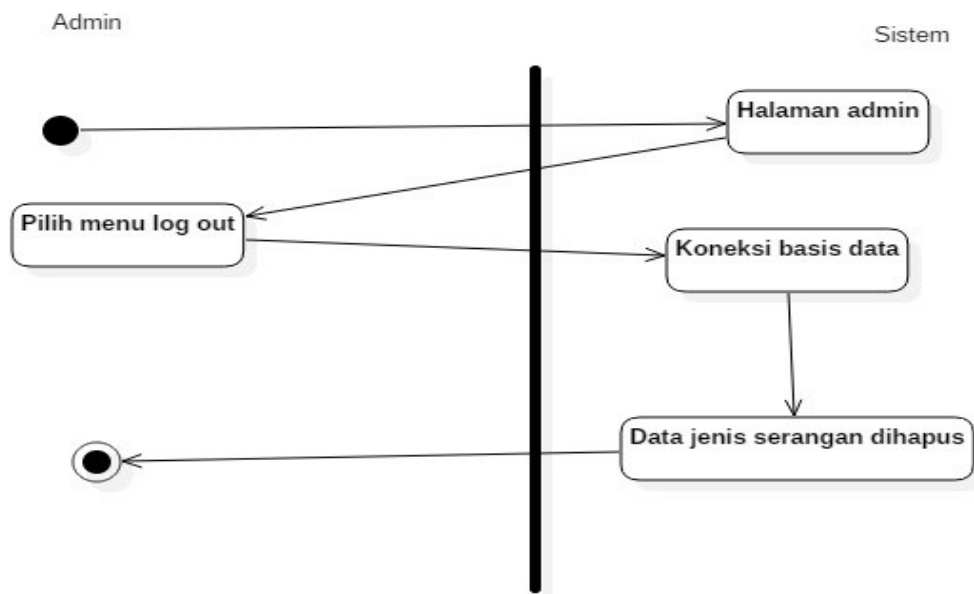 Admin
Sistem
Halaman admin
Pilih menu log out
Koneksi basis data
Data jenis serangan dihapus